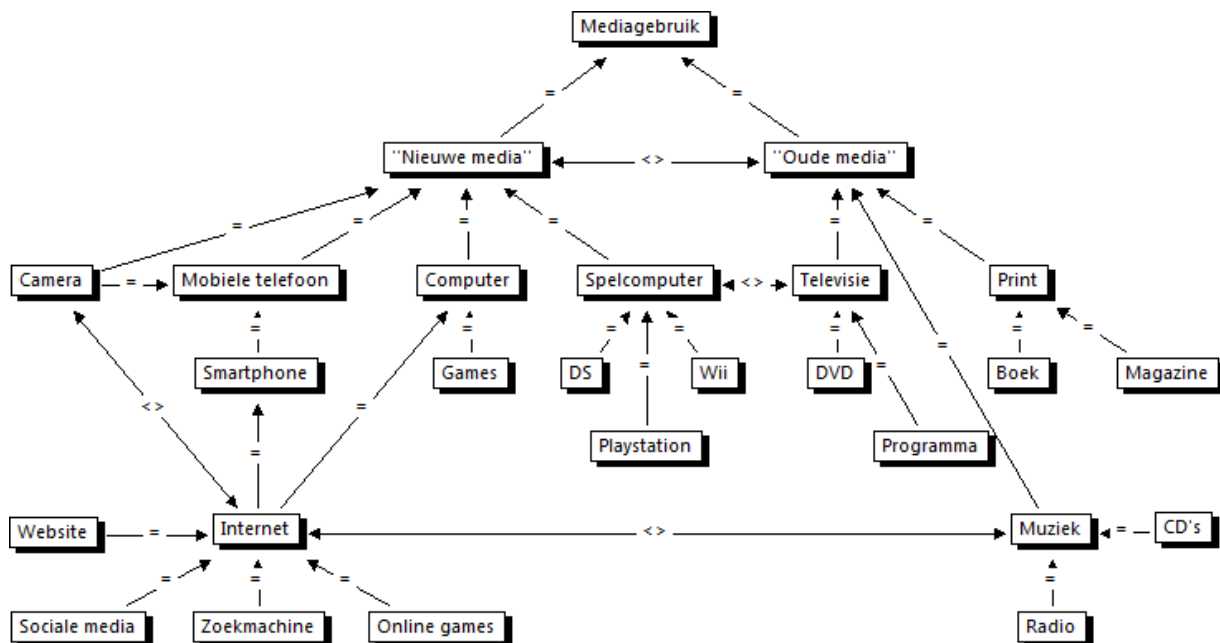 Mediagebruik
=
=
"Nieuwe media"
< >
"Oude media"
=
=
=
=
=
=
Camera
=
Mobiele telefoon
Computer
Spelcomputer
< >
Televisie
Print
=
=
=
=
=
=
=
=
=
Smartphone
Games
DS
Wii
DVD
Boek
Magazine
< >
=
=
=
Playstation
Programma
=
Website
=
Internet
< >
Muziek
=
CD's
=
=
=
=
Sociale media
Zoekmachine
Online games
Radio